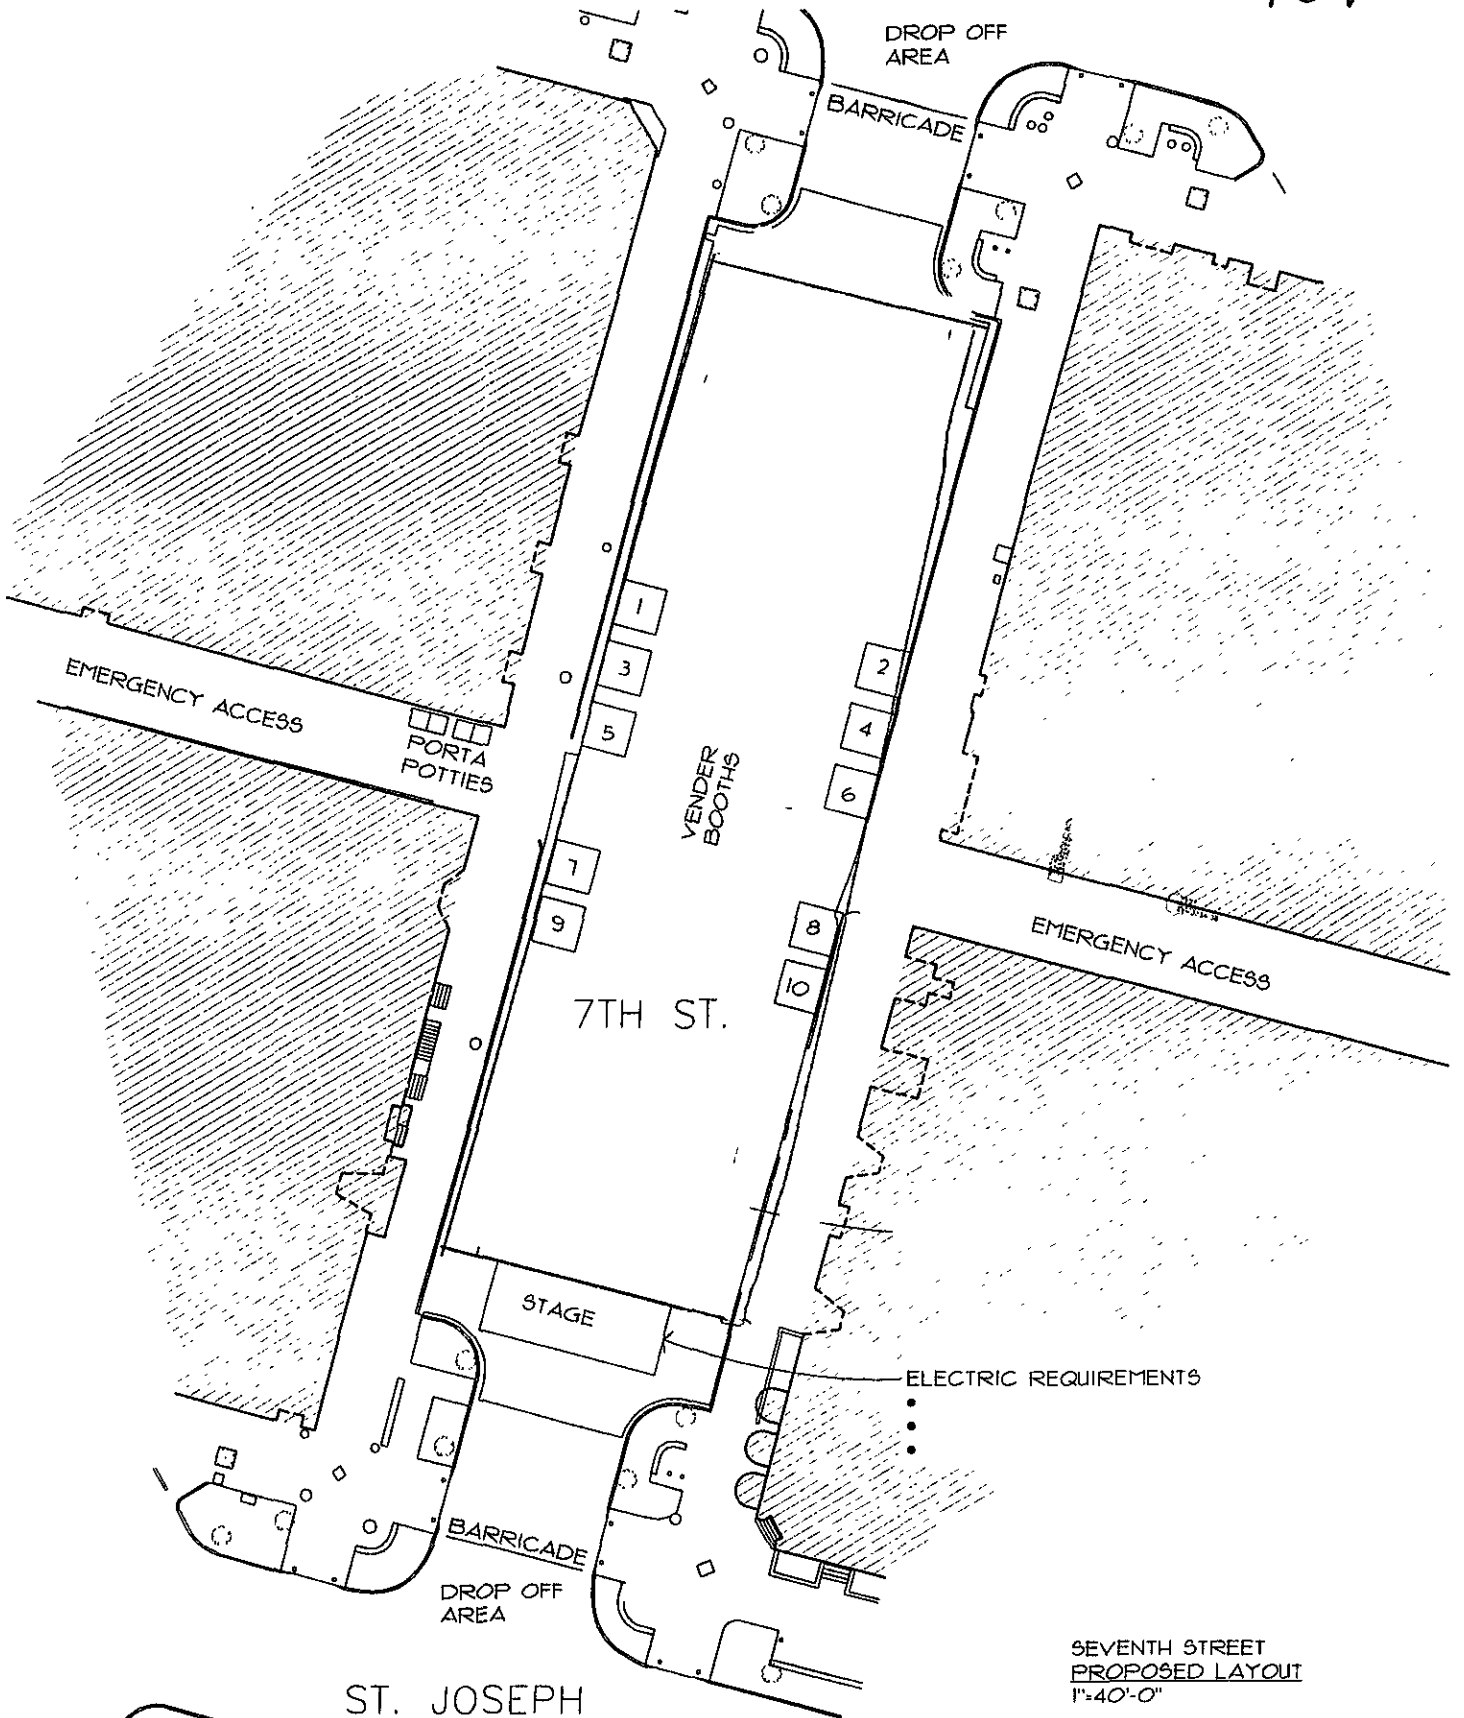 DROP OFF
AREA
BARRICADE
1
3
2
EMERGENCY ACCESS
5
4
PORTA
POTTIES
VENDER
BOOTHS
6
7
9
8
EMERGENCY ACCESS
10
7TH ST.
STAGE
ELECTRIC REQUIREMENTS
BARRICADE
DROP OFF
AREA
SEVENTH STREET
PROPOSED LAYOUT
1"=40'-0"
ST. JOSEPH